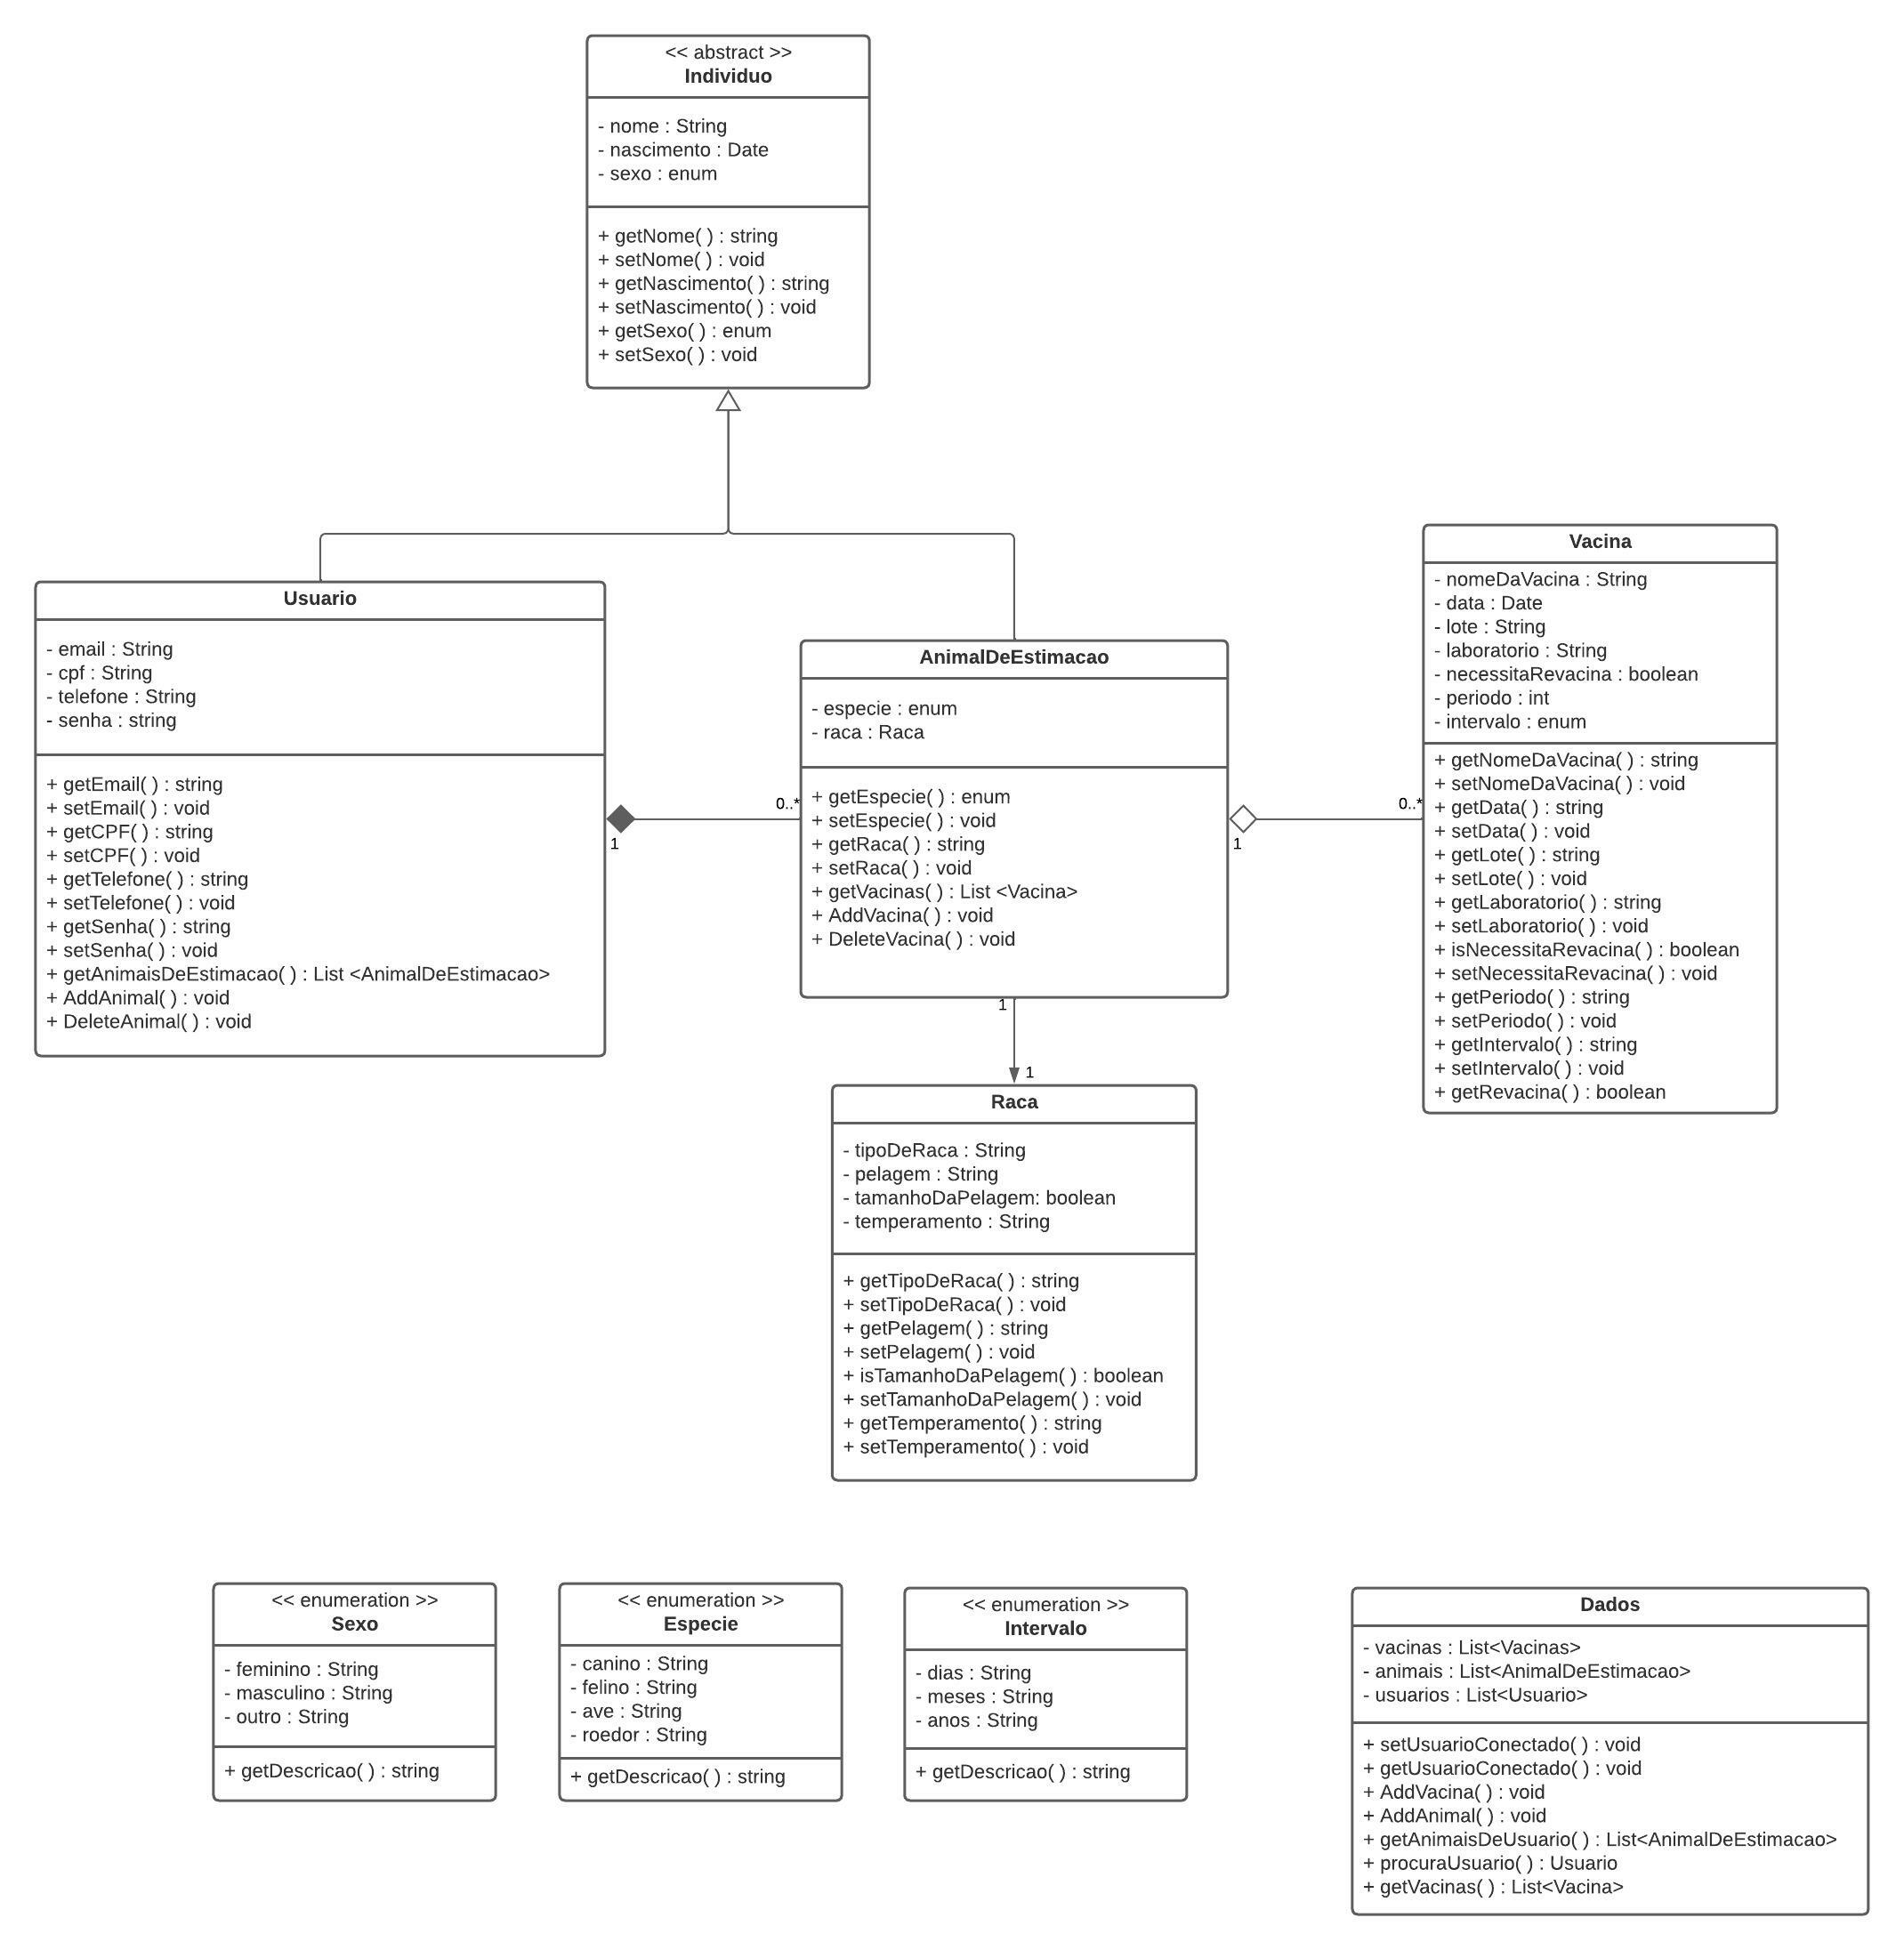 << abstract >>
Individuo
- nome : String
- nascimento : Date
- sexo : enum
+ getNome( ) : string
+ setNome( ) : void
+ getNascimento( ) : string
+ setNascimento( ) : void
+ getSexo( ) : enum
+ setSexo( ) : void
Usuario
- email : String
- cpf : String
- telefone : String
- senha : string
+ getEmail( ) : string
+ setEmail( ) : void
+ getCPF( ) : string
+ setCPF( ) : void
+ getTelefone( ) : string
+ setTelefone( ) : void
+ getSenha( ) : string
+ setSenha( ) : void
+ getAnimaisDeEstimacao( ) : List <AnimalDeEstimacao>
+ AddAnimal( ) : void
+ DeleteAnimal( ) : void
1
0..*
AnimalDeEstimacao
- especie : enum
- raca : Raca
+ getEspecie( ) : enum
+ setEspecie( ) : void
+ getRaca( ) : string
+ setRaca( ) : void
+ getVacinas( ) : List <Vacina>
+ AddVacina( ) : void
+ DeleteVacina( ) : void
1
0..*
Vacina
- nomeDaVacina : String
- data : Date
- lote : String
- laboratorio : String
- necessitaRevacina : boolean
- periodo : int
- intervalo : enum
+ getNomeDaVacina( ) : string
+ setNomeDaVacina( ) : void
+ getData( ) : string
+ setData( ) : void
+ getLote( ) : string
+ setLote( ) : void
+ getLaboratorio( ) : string
+ setLaboratorio( ) : void
+ isNecessitaRevacina( ) : boolean
+ setNecessitaRevacina( ) : void
+ getPeriodo( ) : string
+ setPeriodo( ) : void
+ getIntervalo( ) : string
+ setIntervalo( ) : void
+ getRevacina( ) : boolean
1
1
Raca
- tipoDeRaca : String
- pelagem : String
- tamanhoDaPelagem: boolean
- temperamento : String
+ getTipoDeRaca( ) : string
+ setTipoDeRaca( ) : void
+ getPelagem( ) : string
+ setPelagem( ) : void
+ isTamanhoDaPelagem( ) : boolean
+ setTamanhoDaPelagem( ) : void
+ getTemperamento( ) : string
+ setTemperamento( ) : void
<< enumeration >>
Sexo
- feminino : String
- masculino : String
- outro : String
+ getDescricao( ) : string
<< enumeration >>
Especie
- canino : String
- felino : String
- ave : String
- roedor : String
+ getDescricao( ) : string
<< enumeration >>
Intervalo
- dias : String
- meses : String
- anos : String
+ getDescricao( ) : string
Dados
- vacinas : List<Vacinas>
- animais : List<AnimalDeEstimacao>
- usuarios : List<Usuario>
+ setUsuarioConectado( ) : void
+ getUsuarioConectado( ) : void
+ AddVacina( ) : void
+ AddAnimal( ) : void
+ getAnimaisDeUsuario( ) : List<AnimalDeEstimacao>
+ procuraUsuario( ) : Usuario
+ getVacinas( ) : List<Vacina>